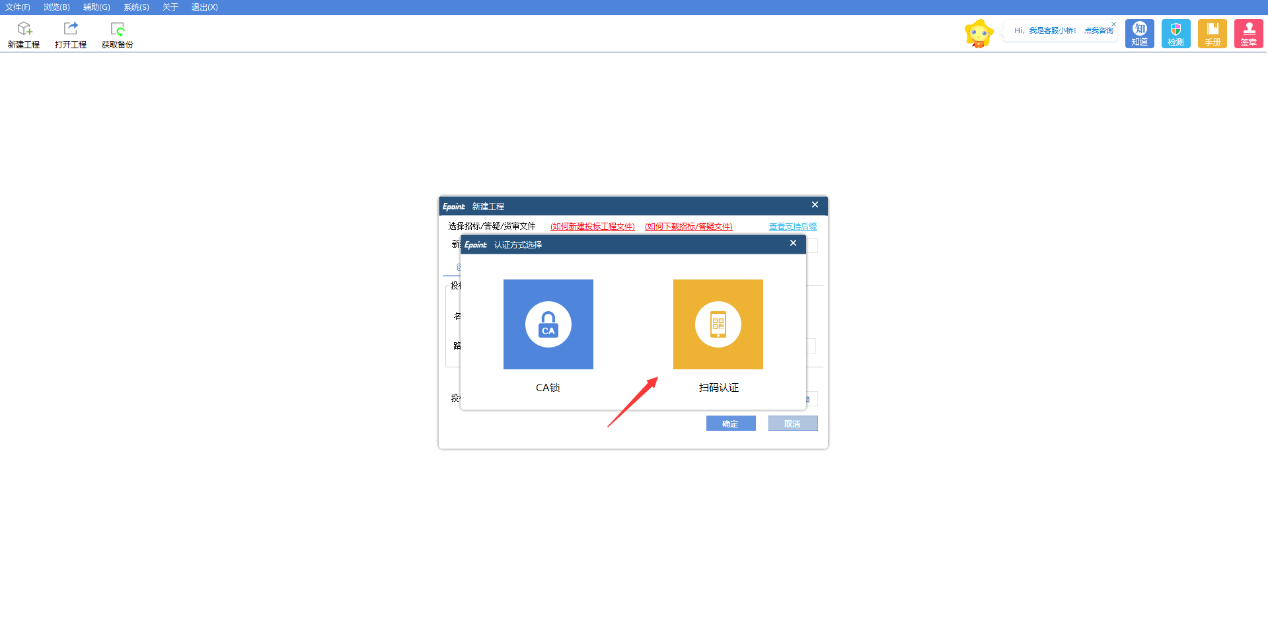 文件(F) 浏览(B) 辅助(G) 系统(S) 关于 退出(X)
新建工程 打开工程 获取备份
Hi，我是客服小桥！ 点我咨询
知
知道 检测 手册 签章
Epoint 新建工程
选择招标/答疑/资审文件 (如何新建投标工程文件) (如何下载招标/答疑文件) 查看支持后缀
Epoint 认证方式选择
CA
CA锁 扫码认证
确定 取消